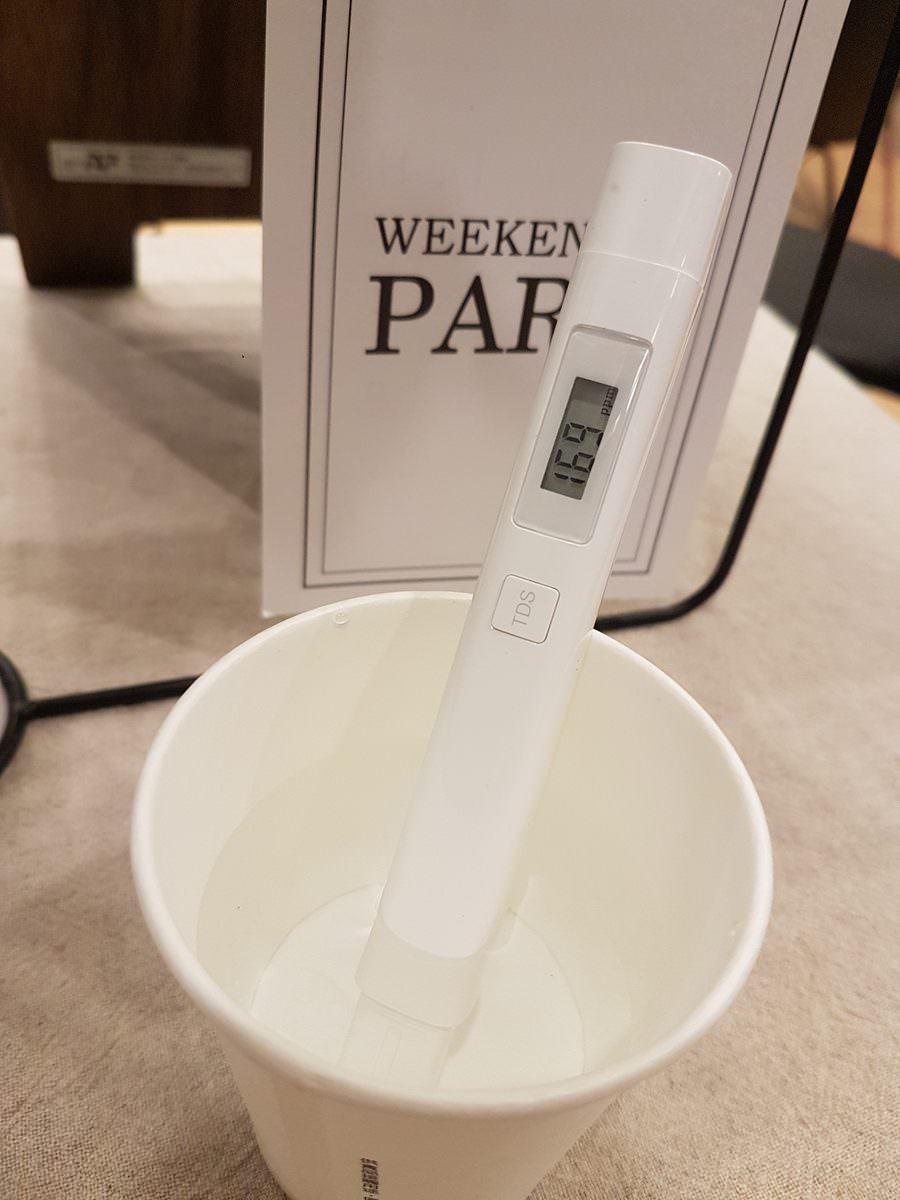 WEEKEN
PAR
169
ppm
TDS